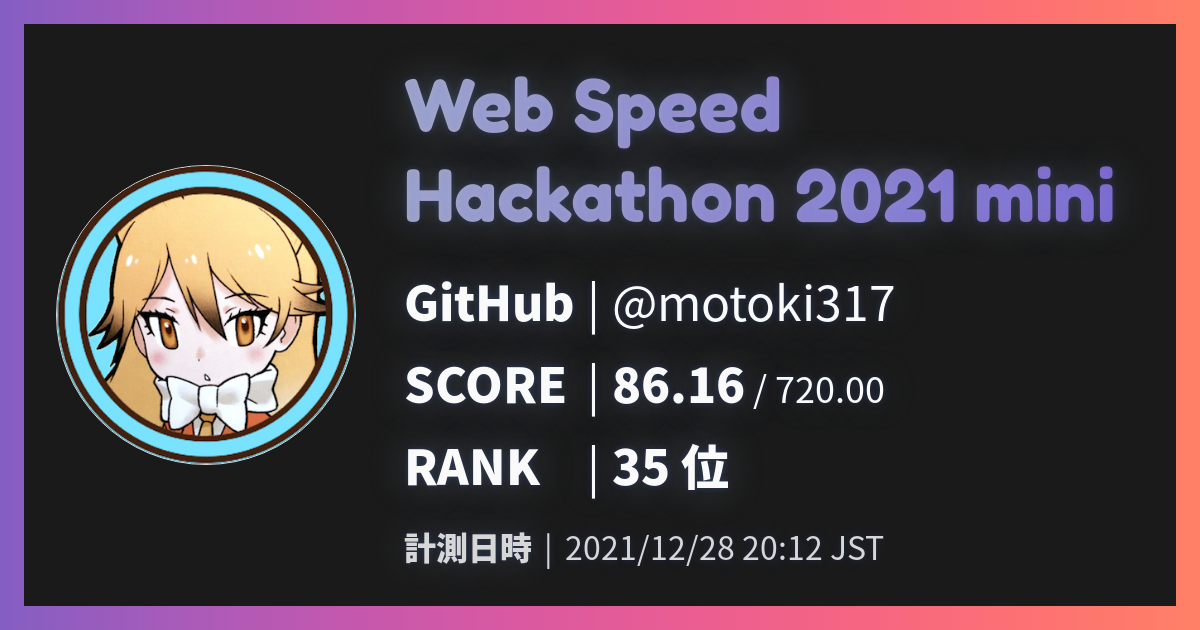 Web Speed
Hackathon 2021 mini
GitHub | @motoki317
SCORE | 86.16 / 720.00
RANK | 35 位
計測日時 | 2021/12/28 20:12 JST